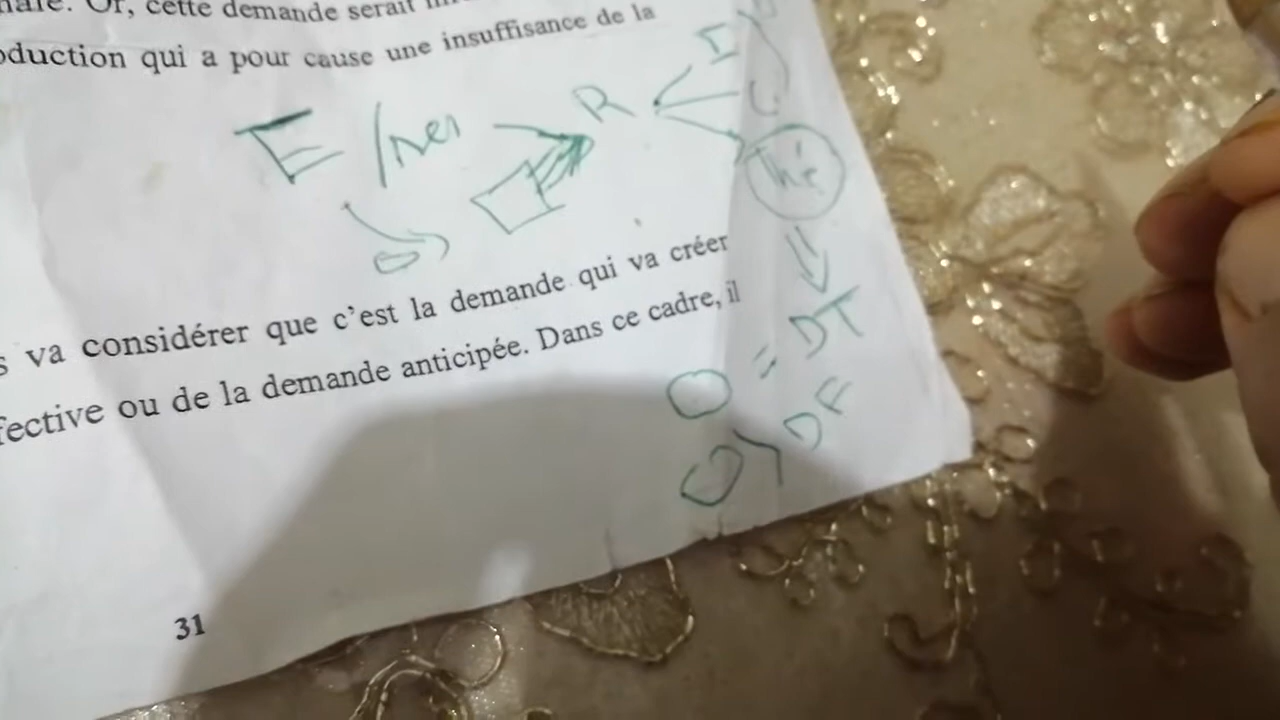 Or, cette demande serait
oduction qui a pour cause une insuffisance de la
I
E / R
Thé
s va considérer que c'est la demande qui va créer
fective ou de la demande anticipée. Dans ce cadre, il
O = DT
O > DF
31